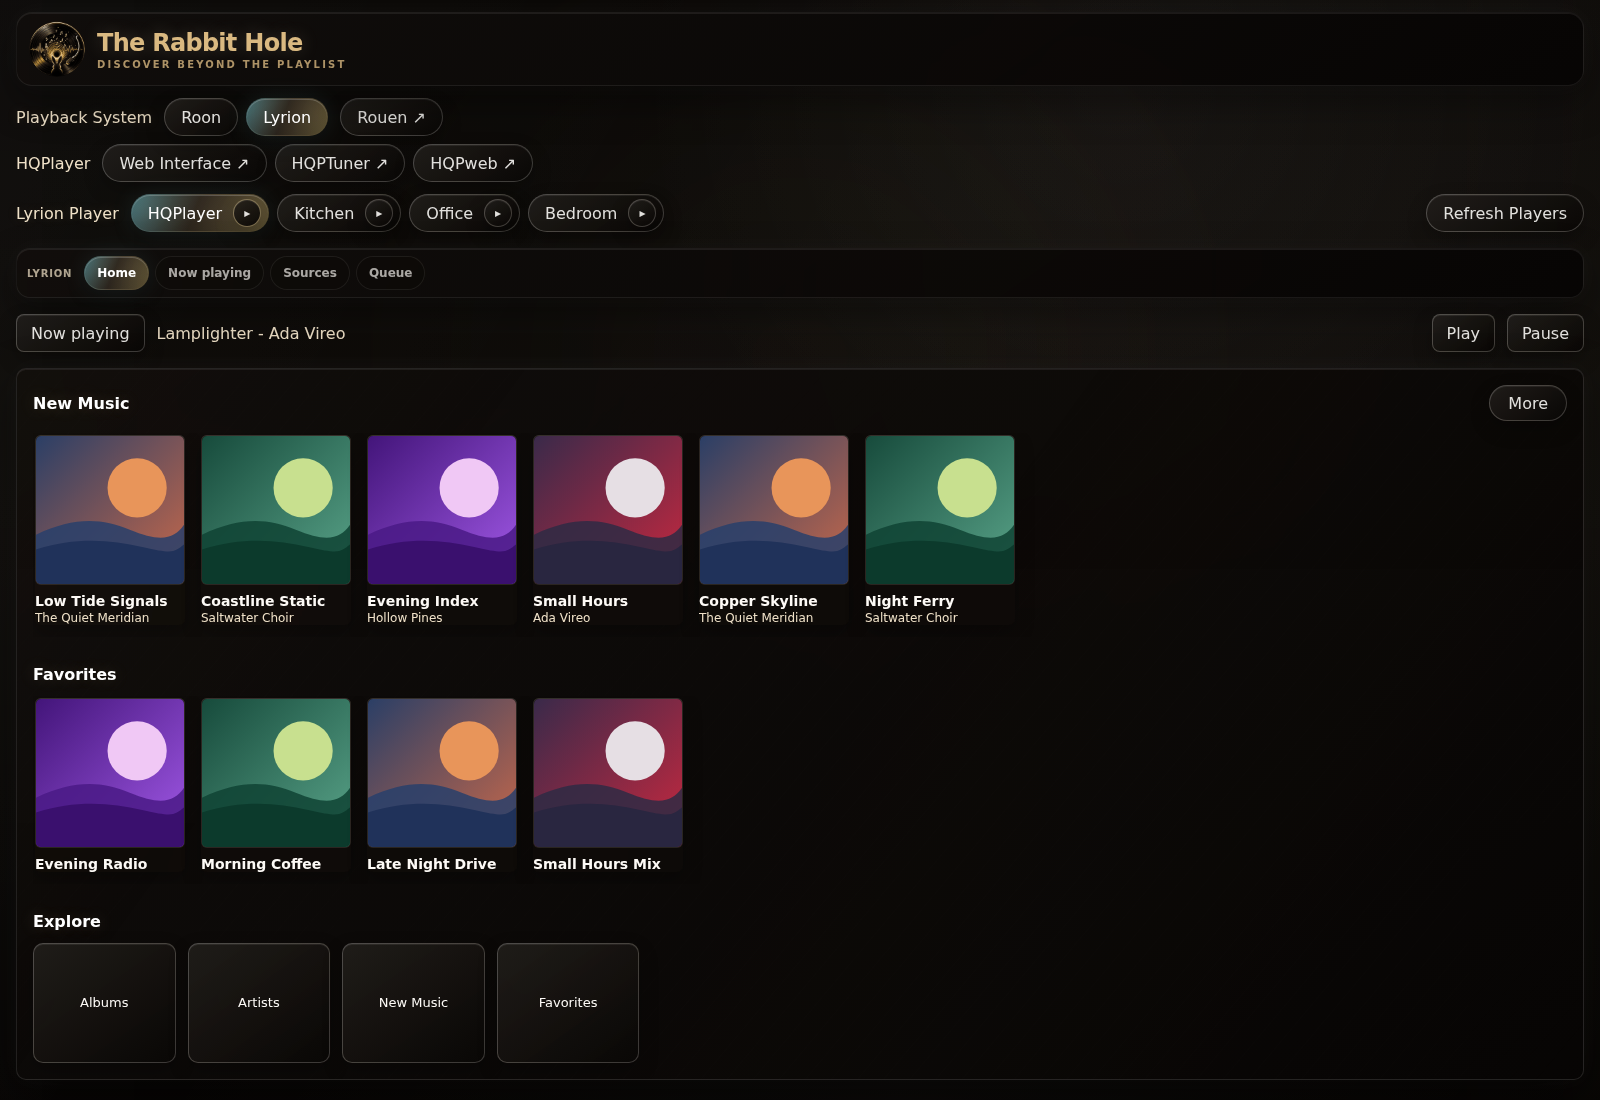 The Rabbit Hole
DISCOVER BEYOND THE PLAYLIST
Playback System Roon Lyrion Rouen ↗
HQPlayer Web Interface ↗ HQPTuner ↗ HQPweb ↗
Lyrion Player HQPlayer ▸ Kitchen ▸ Office ▸ Bedroom ▸ Refresh Players
LYRION Home Now playing Sources Queue
Now playing Lamplighter - Ada Vireo Play Pause
New Music More
Low Tide Signals Coastline Static Evening Index Small Hours Copper Skyline Night Ferry
The Quiet Meridian Saltwater Choir Hollow Pines Ada Vireo The Quiet Meridian Saltwater Choir
Favorites
Evening Radio Morning Coffee Late Night Drive Small Hours Mix
Explore
Albums Artists New Music Favorites